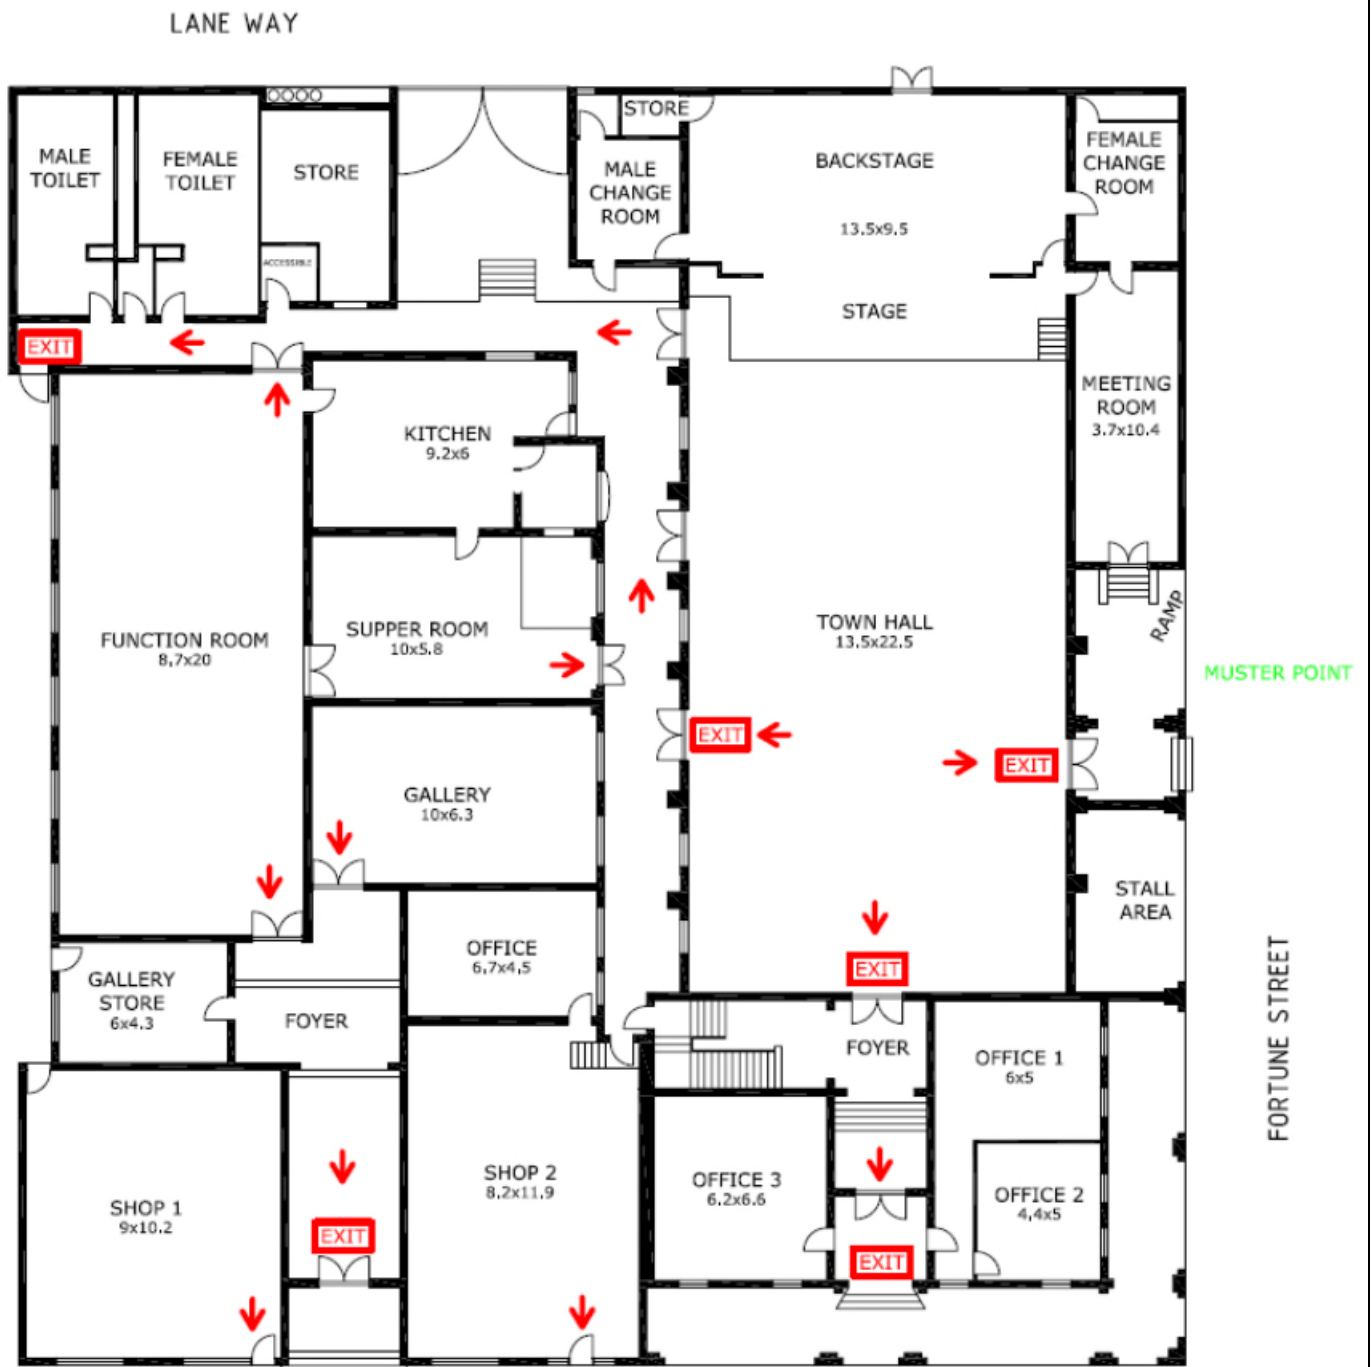 LANE WAY
MALE
TOILET
FEMALE
TOILET
STORE
ACCESSIBLE
STORE
MALE
CHANGE
ROOM
BACKSTAGE
13.5x9.5
FEMALE
CHANGE
ROOM
STAGE
EXIT
KITCHEN
9.2x6
MEETING
ROOM
3.7x10.4
FUNCTION ROOM
8,7x20
SUPPER ROOM
10x5.8
TOWN HALL
13.5x22.5
RAMP
MUSTER POINT
EXIT
EXIT
GALLERY
10x6.3
STALL
AREA
OFFICE
6,7x4,5
EXIT
GALLERY
STORE
6x4.3
FOYER
FOYER
OFFICE 1
6x5
FORTUNE STREET
SHOP 1
9x10.2
SHOP 2
8,2x11.9
OFFICE 3
6.2x6.6
OFFICE 2
4,4x5
EXIT
EXIT